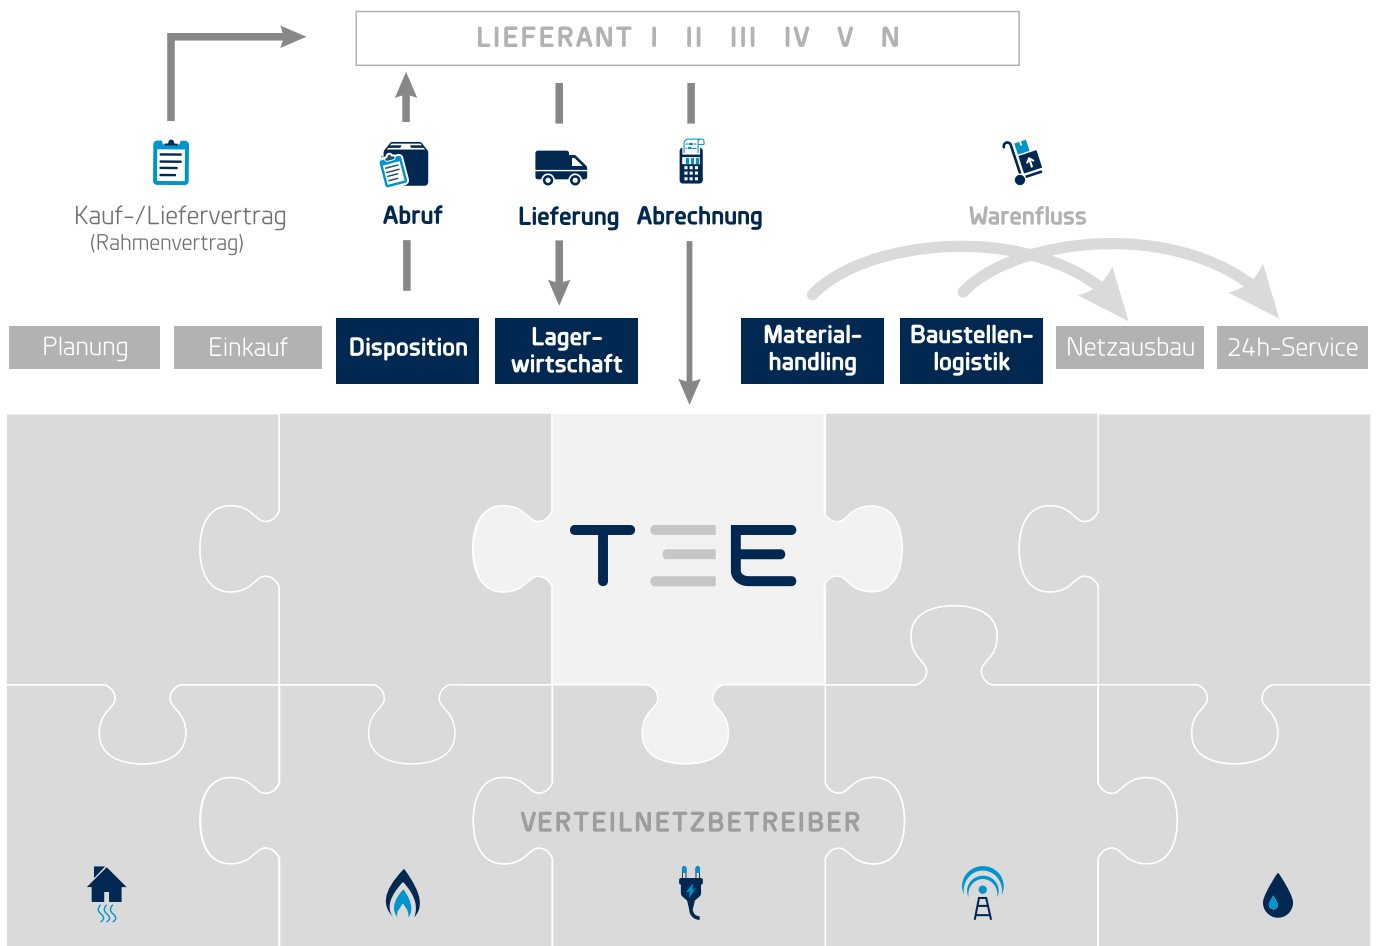 LIEFERANT I II III IV V N
Kauf-/Liefervertrag
(Rahmenvertrag)
Abruf
Lieferung
Abrechnung
Warenfluss
Planung
Einkauf
Disposition
Lager-
wirtschaft
Material-
handling
Baustellen-
logistik
Netzausbau
24h-Service
TEE
VERTEILNETZBETREIBER